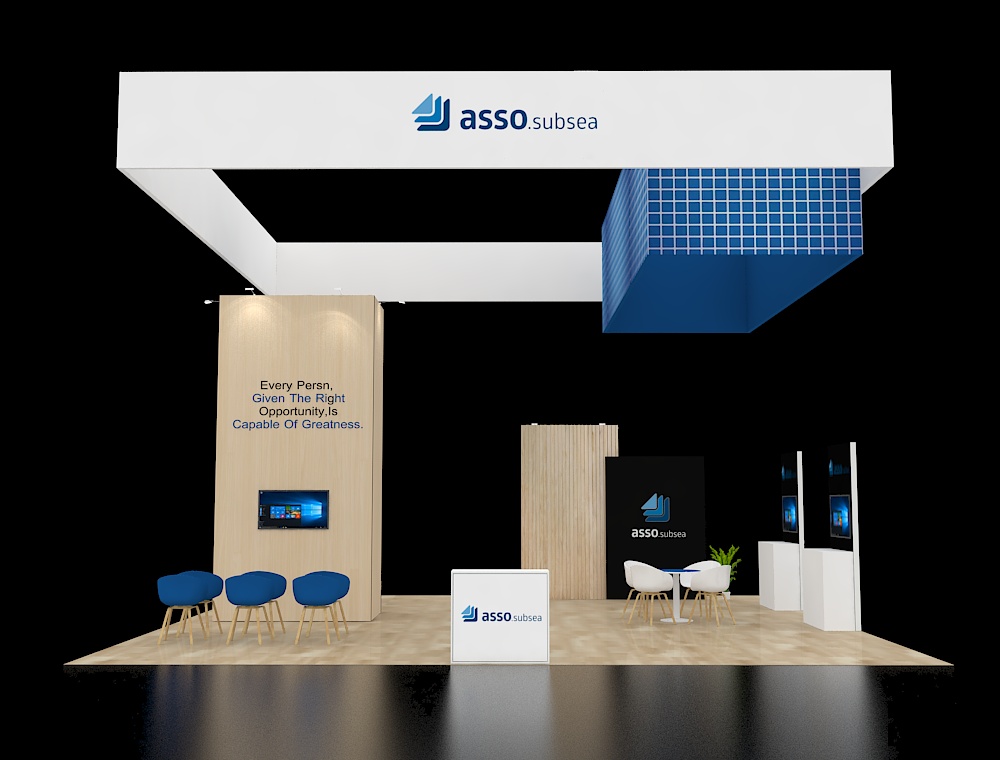 asso.subsea
Every Persn,
Given The Right
Opportunity,Is
Capable Of Greatness.
asso.subsea
asso.subsea